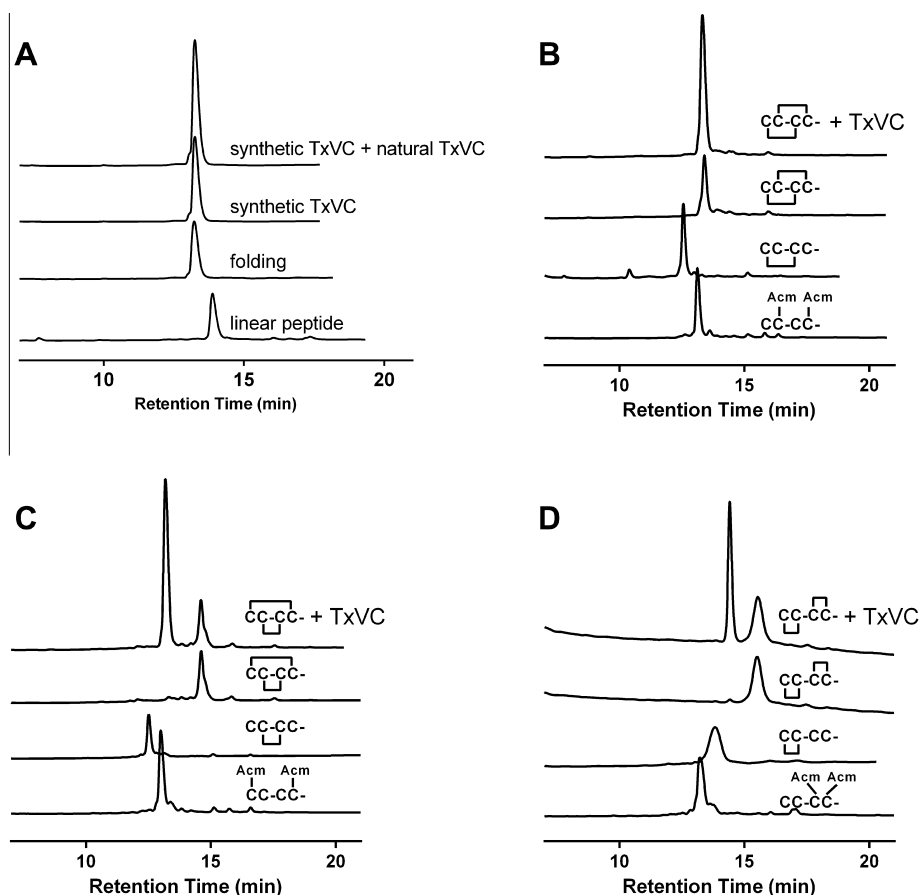 A
synthetic TxVC + natural TxVC
synthetic TxVC
folding
linear peptide
10 15 20
Retention Time (min)
B
CC-CC- + TxVC
CC-CC-
CC-CC-
Acm Acm
CC-CC-
10 15 20
Retention Time (min)
C
CC-CC- + TxVC
CC-CC-
CC-CC-
Acm Acm
CC-CC-
10 15 20
Retention Time (min)
D
CC-CC- + TxVC
CC-CC-
CC-CC-
Acm Acm
CC-CC-
10 15 20
Retention Time (min)